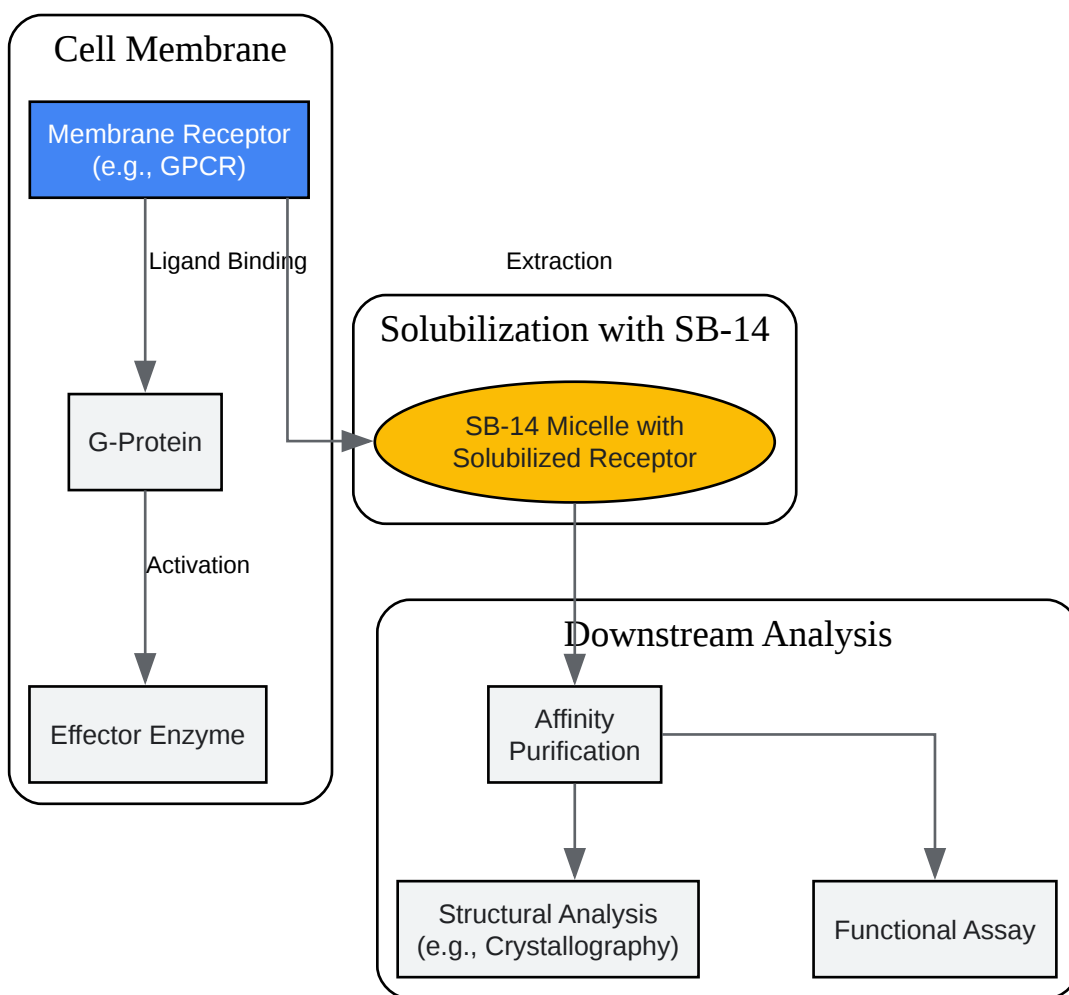 Cell Membrane
Membrane Receptor
(e.g., GPCR)
Ligand Binding
Extraction
Solubilization with SB-14
SB-14 Micelle with
Solubilized Receptor
G-Protein
Activation
Effector Enzyme
Downstream Analysis
Affinity
Purification
Structural Analysis
(e.g., Crystallography)
Functional Assay